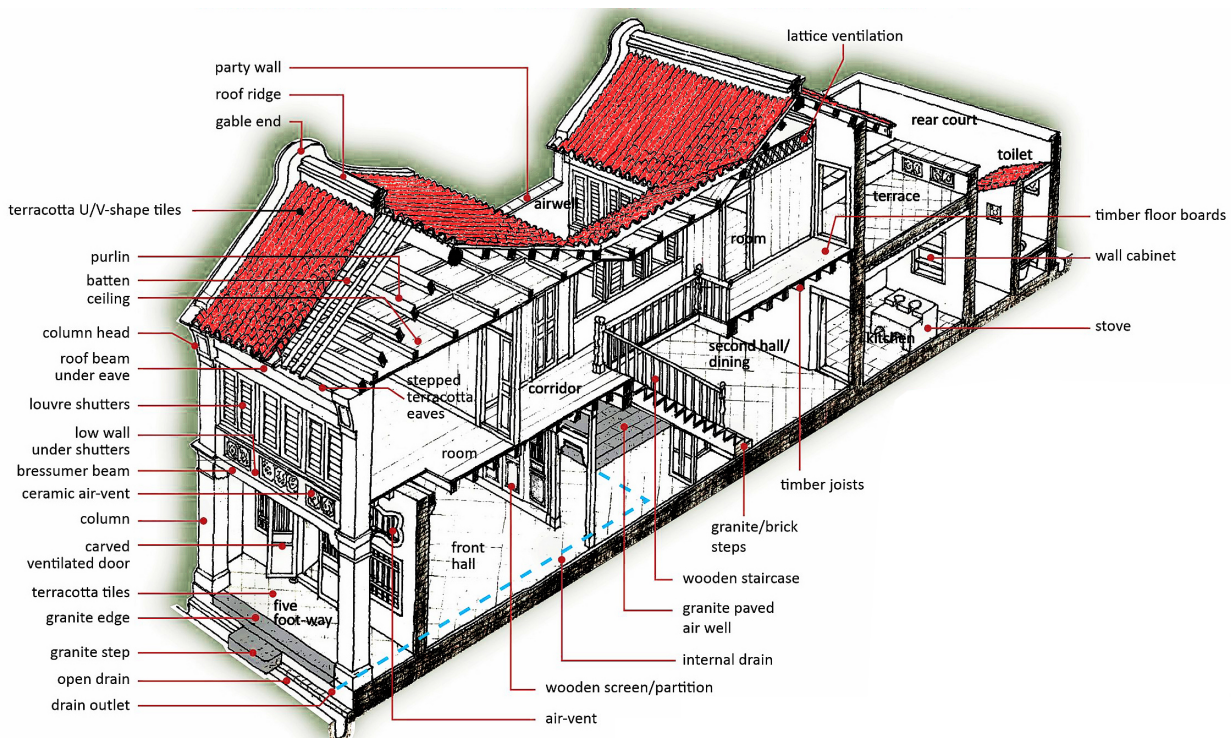 lattice ventilation
party wall
roof ridge
gable end
rear court
toilet
airwell
terrace
terracotta U/V-shape tiles
timber floor boards
room
purlin
wall cabinet
batten
ceiling
column head
stove
roof beam
under eave
second hall/
dining
kitchen
stepped
terracotta
eaves
corridor
louvre shutters
low wall
under shutters
room
bressumer beam
timber joists
ceramic air-vent
column
granite/brick
steps
carved
ventilated door
front
hall
wooden staircase
terracotta tiles
five
foot-way
granite paved
air well
granite edge
granite step
internal drain
open drain
wooden screen/partition
drain outlet
air-vent